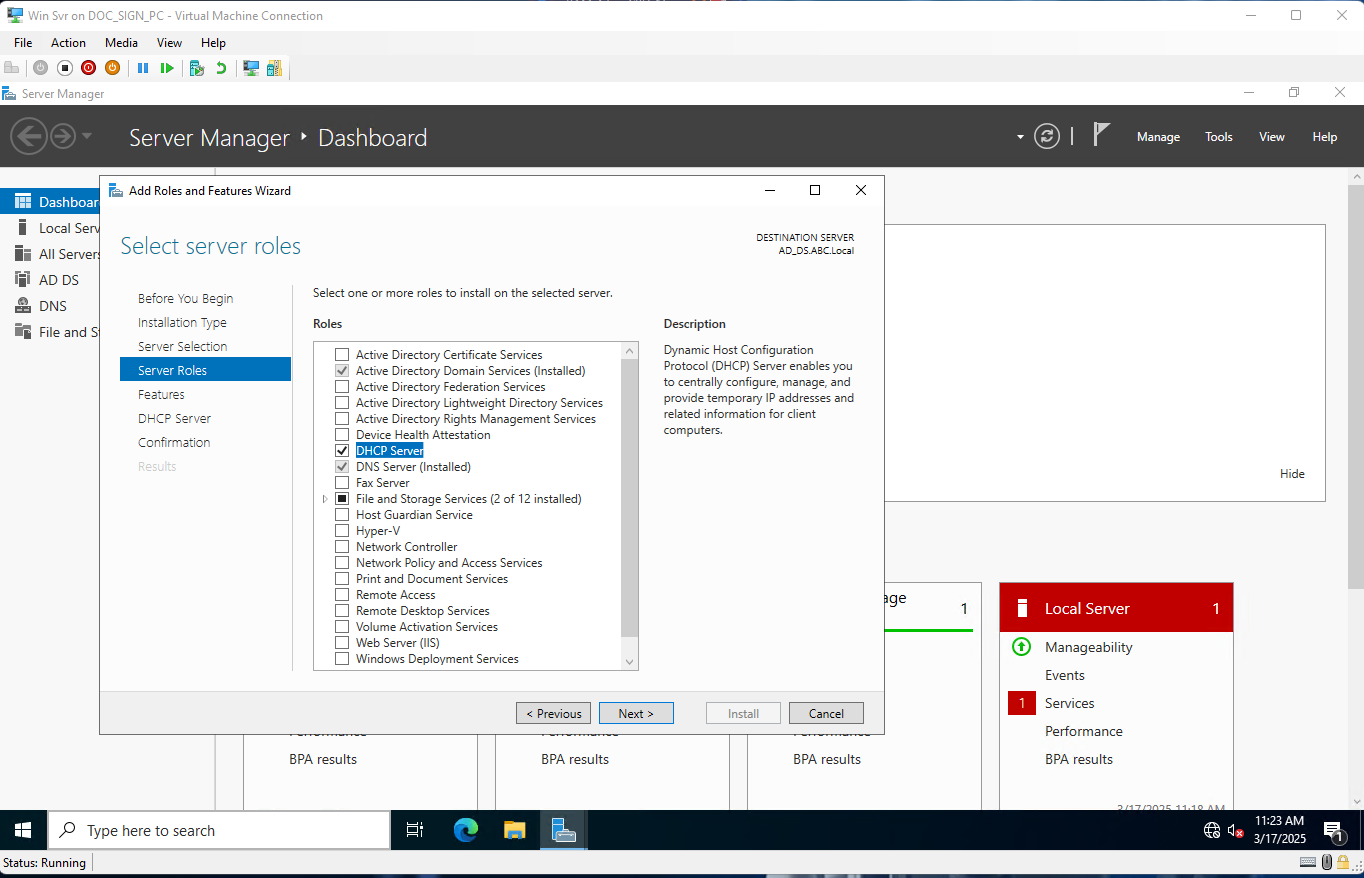 Win Svr on DOC_SIGN_PC - Virtual Machine Connection
File Action Media View Help
Server Manager
Server Manager ‣ Dashboard
Manage Tools View Help
Dashboard
Local Serv
All Servers
AD DS
DNS
File and St
Add Roles and Features Wizard
Select server roles
DESTINATION SERVER
AD_DS.ABC.Local
Before You Begin
Installation Type
Server Selection
Server Roles
Features
DHCP Server
Confirmation
Results
Select one or more roles to install on the selected server.
Roles
Active Directory Certificate Services
Active Directory Domain Services (Installed)
Active Directory Federation Services
Active Directory Lightweight Directory Services
Active Directory Rights Management Services
Device Health Attestation
DHCP Server
DNS Server (Installed)
Fax Server
File and Storage Services (2 of 12 installed)
Host Guardian Service
Hyper-V
Network Controller
Network Policy and Access Services
Print and Document Services
Remote Access
Remote Desktop Services
Volume Activation Services
Web Server (IIS)
Windows Deployment Services
Description
Dynamic Host Configuration
Protocol (DHCP) Server enables you
to centrally configure, manage, and
provide temporary IP addresses and
related information for client
computers.
< Previous Next > Install Cancel
Hide
age 1
Local Server 1
Manageability
Events
1 Services
Performance
BPA results
3/17/2025 11:18 AM
Performance Performance Performance
BPA results BPA results BPA results
Type here to search
11:23 AM
3/17/2025
1
Status: Running